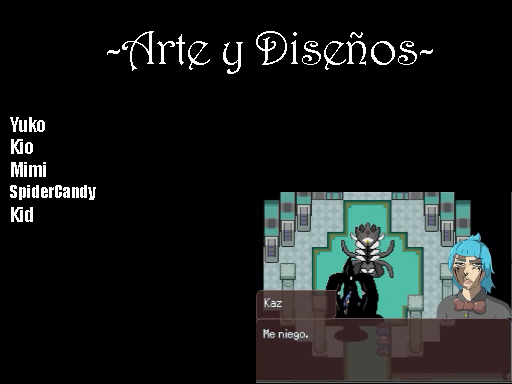 -Arte y Diseños-
Yuko
Kio
Mimi
SpiderCandy
Kid
Kaz
Me niego.